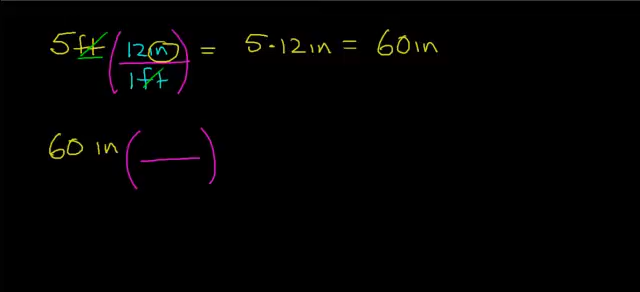 5ft (12in / 1ft) = 5·12in = 60in
60 in ( — )